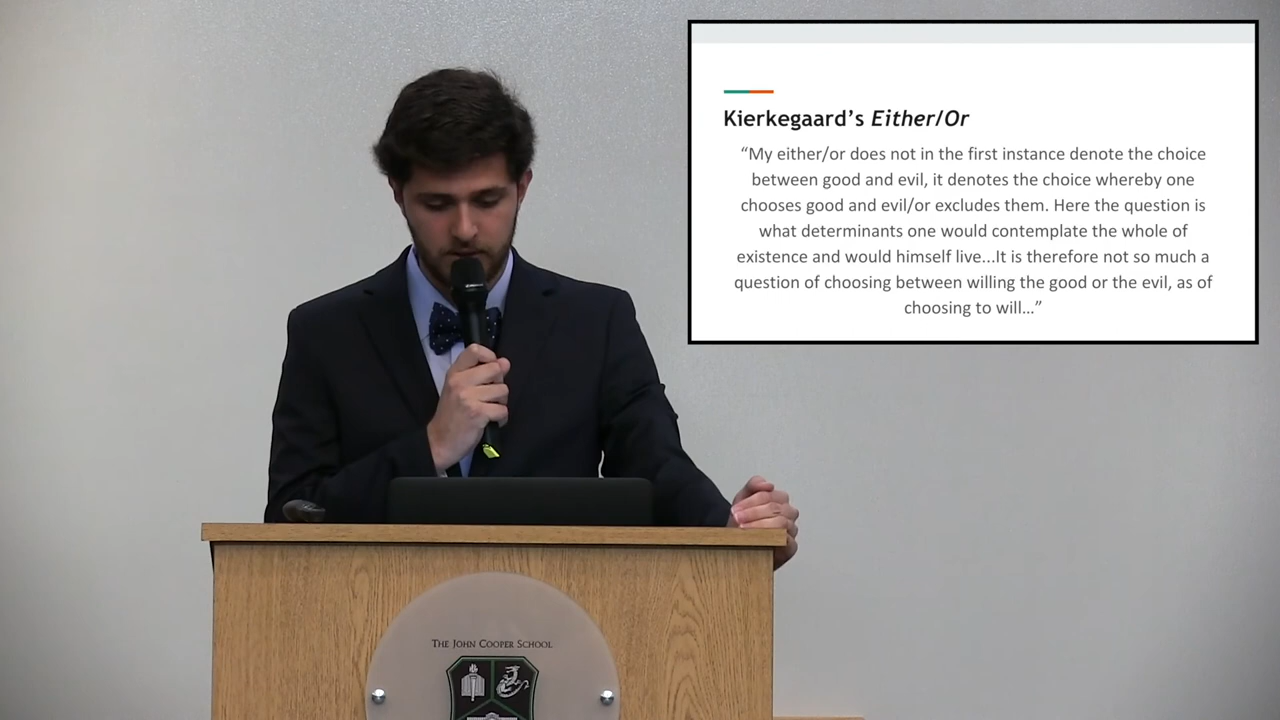 Kierkegaard's Either/Or
“My either/or does not in the first instance denote the choice
between good and evil, it denotes the choice whereby one
chooses good and evil/or excludes them. Here the question is
what determinants one would contemplate the whole of
existence and would himself live...It is therefore not so much a
question of choosing between willing the good or the evil, as of
choosing to will…”
THE JOHN COOPER SCHOOL